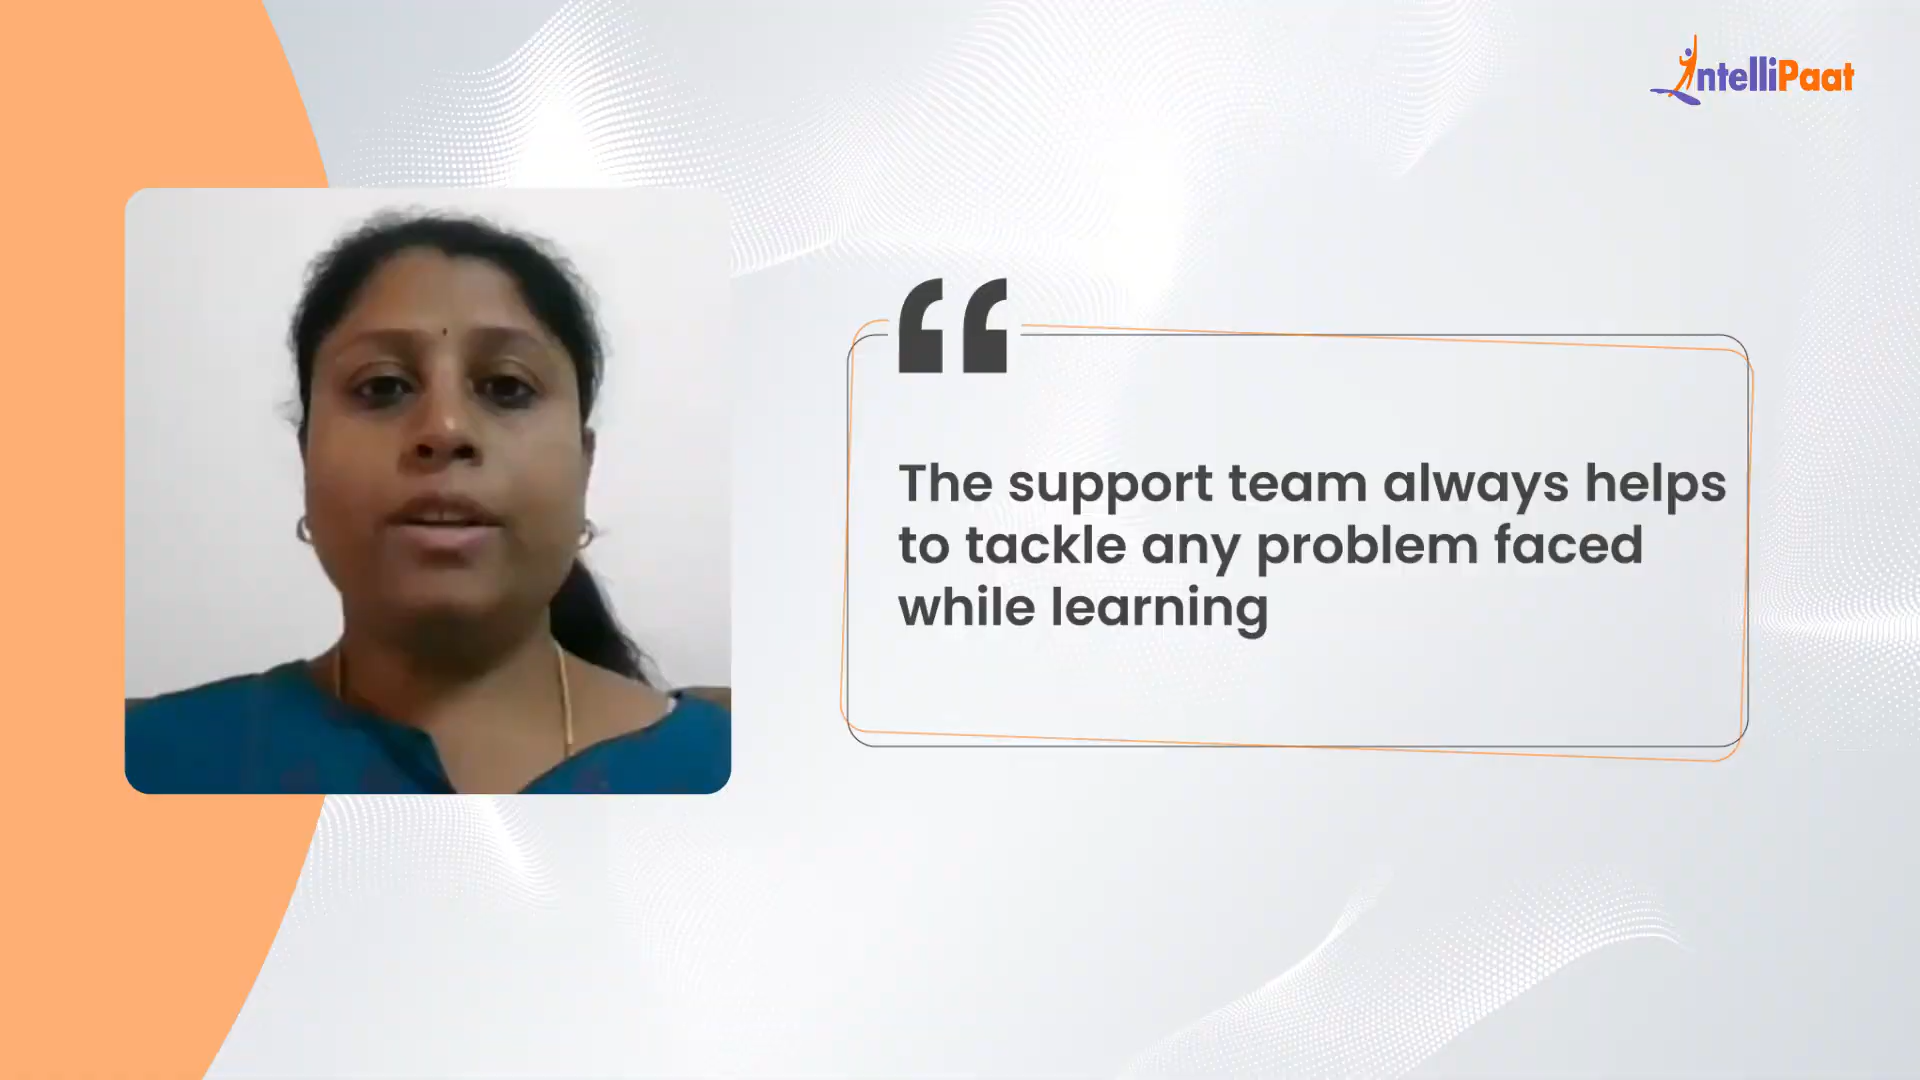 IntelliPaat
The support team always helps
to tackle any problem faced
while learning